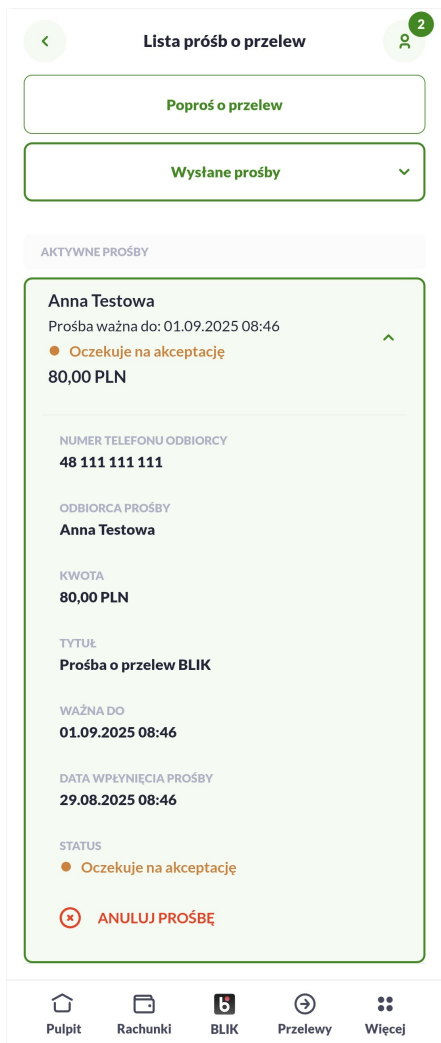 Lista próśb o przelew
2
Poproś o przelew
Wysłane prośby
AKTYWNE PROŚBY
Anna Testowa
Prośba ważna do: 01.09.2025 08:46
Oczekuje na akceptację
80,00 PLN
NUMER TELEFONU ODBIORCY
48 111 111 111
ODBIORCA PROŚBY
Anna Testowa
KWOTA
80,00 PLN
TYTUŁ
Prośba o przelew BLIK
WAŻNA DO
01.09.2025 08:46
DATA WPŁYNIĘCIA PROŚBY
29.08.2025 08:46
STATUS
Oczekuje na akceptację
ANULUJ PROŚBĘ
Pulpit Rachunki BLIK Przelewy Więcej